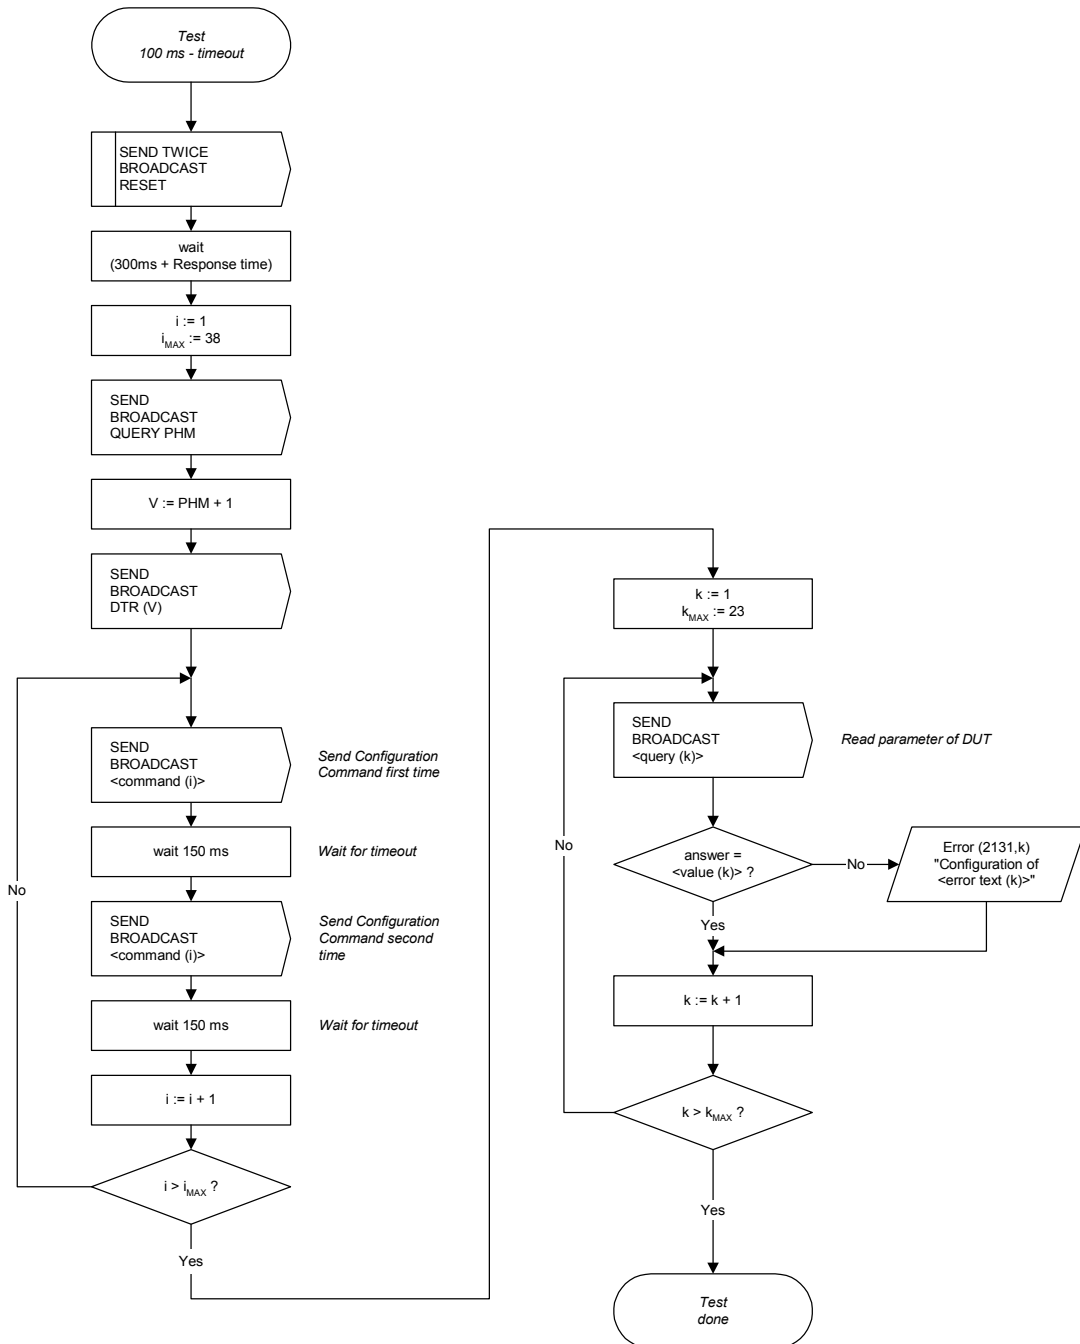 Test
100 ms - timeout
SEND TWICE
BROADCAST
RESET
wait
(300ms + Response time)
i := 1
iMAX := 38
SEND
BROADCAST
QUERY PHM
V := PHM + 1
SEND
BROADCAST
DTR (V)
SEND
BROADCAST
<command (i)>
Send Configuration
Command first time
wait 150 ms
Wait for timeout
No
SEND
BROADCAST
<command (i)>
Send Configuration
Command second
time
wait 150 ms
Wait for timeout
i := i + 1
i > iMAX ?
Yes
k := 1
kMAX := 23
SEND
BROADCAST
<query (k)>
Read parameter of DUT
No
answer =
<value (k)> ?
No
Error (2131,k)
"Configuration of
<error text (k)>"
Yes
k := k + 1
k > kMAX ?
Yes
Test
done